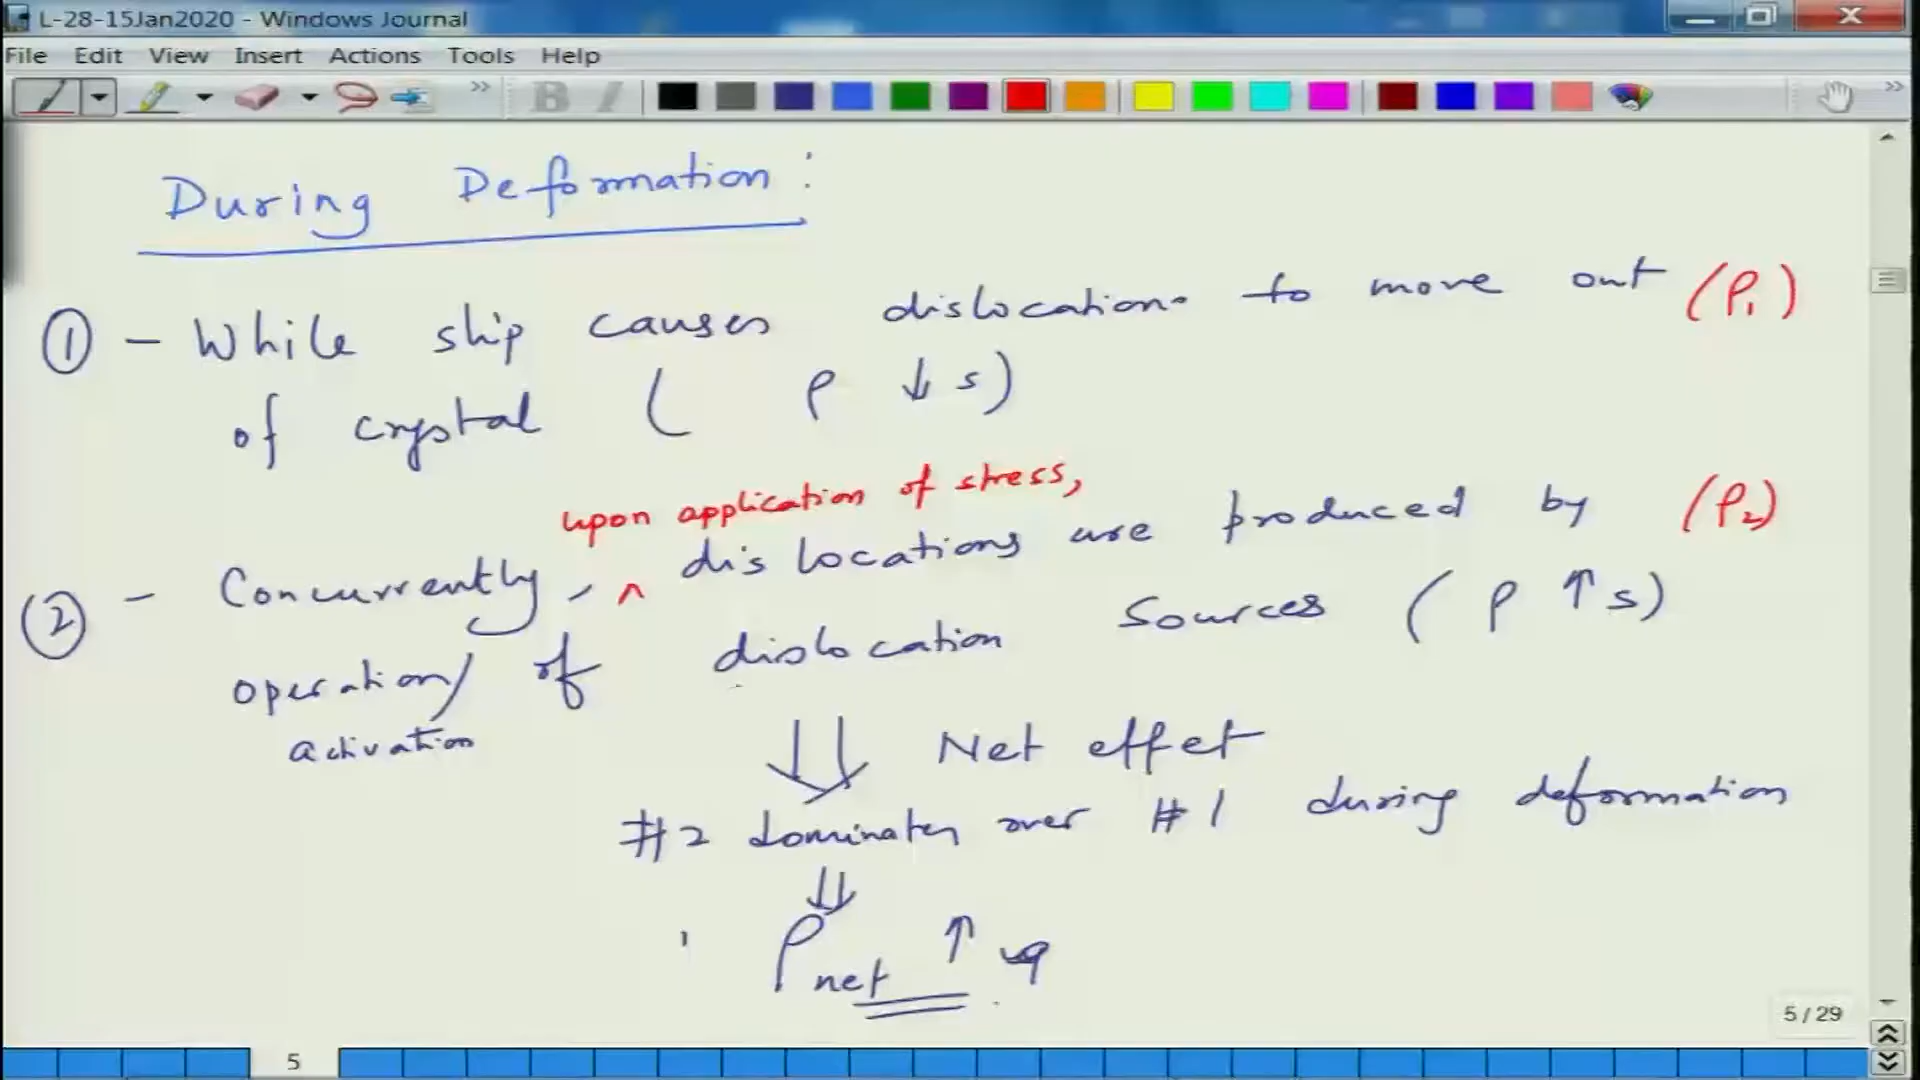 L-28-15Jan2020 - Windows Journal
File Edit View Insert Actions Tools Help
B I
During Deformation:
① - While slip causes dislocations to move out (ρ₁)
of crystal ( ρ ↓ s)
upon application of stress,
② - Concurrently, ^ dislocations are produced by (ρ₂)
operation/ of dislocation sources ( ρ ↑ s)
activation
⇓ Net effet
#2 dominates over #1 during deformation
⇓
ρnet ↑
5 / 29
5